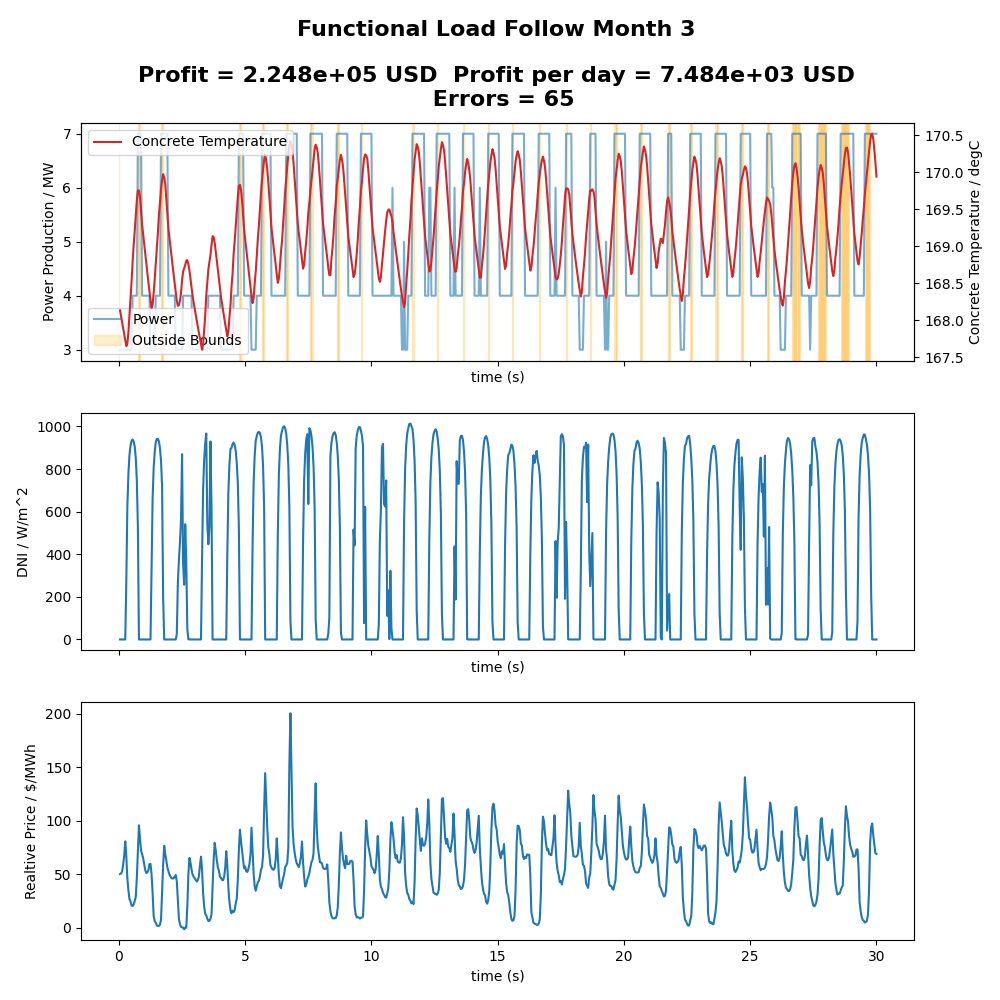 Functional Load Follow Month 3
Profit = 2.248e+05 USD  Profit per day = 7.484e+03 USD
Errors = 65
7
6
5
4
3
Power Production / MW
Concrete Temperature
Power
Outside Bounds
170.5
170.0
169.5
169.0
168.5
168.0
167.5
Concrete Temperature / degC
time (s)
1000
800
600
400
200
0
DNI / W/m^2
time (s)
200
150
100
50
0
Realtive Price / $/MWh
0
5
10
15
20
25
30
time (s)